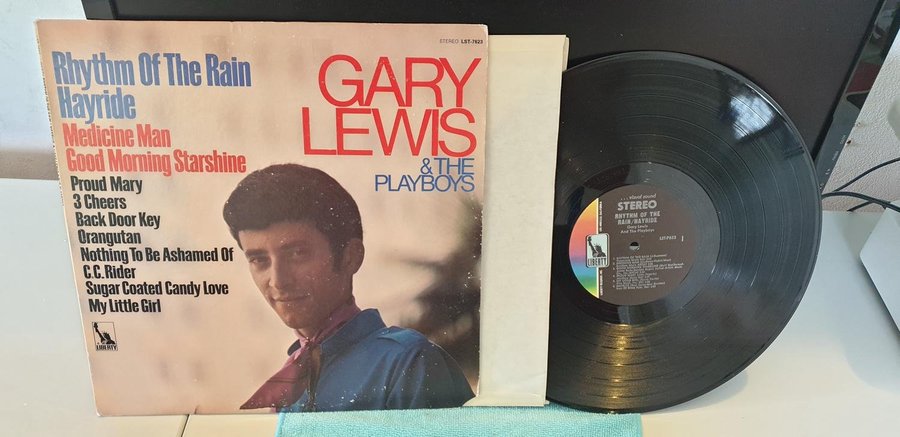 STEREO LST-7623
Rhythm Of The Rain
Hayride
Medicine Man
Good Morning Starshine
Proud Mary
3 Cheers
Back Door Key
Orangutan
Nothing To Be Ashamed Of
C.C. Rider
Sugar Coated Candy Love
My Little Girl
LIBERTY
GARY
LEWIS
& THE
PLAYBOYS
...visual sound
STEREO
RHYTHM OF THE
RAIN/HAYRIDE
Gary Lewis
And The Playboys
LIBERTY